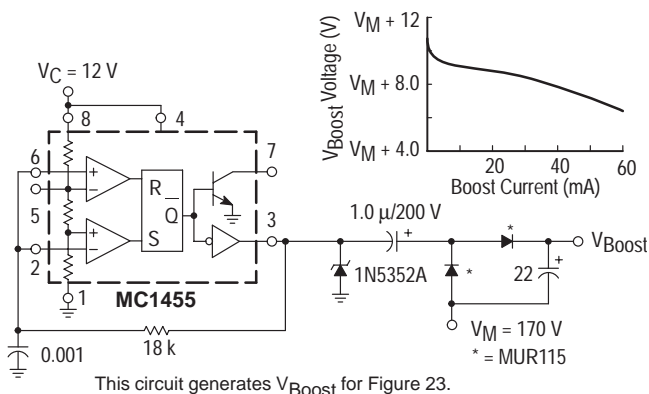 V_C = 12 V
8
4
6
5
2
+
−
+
−
R
Q̅
S
7
3
1
MC1455
0.001
18 k
1N5352A
1.0 μ/200 V
+
*
*
+
22
V_Boost
V_M = 170 V
* = MUR115
V_Boost Voltage (V)
V_M + 12
V_M + 8.0
V_M + 4.0
20
40
60
Boost Current (mA)
This circuit generates V_Boost for Figure 23.